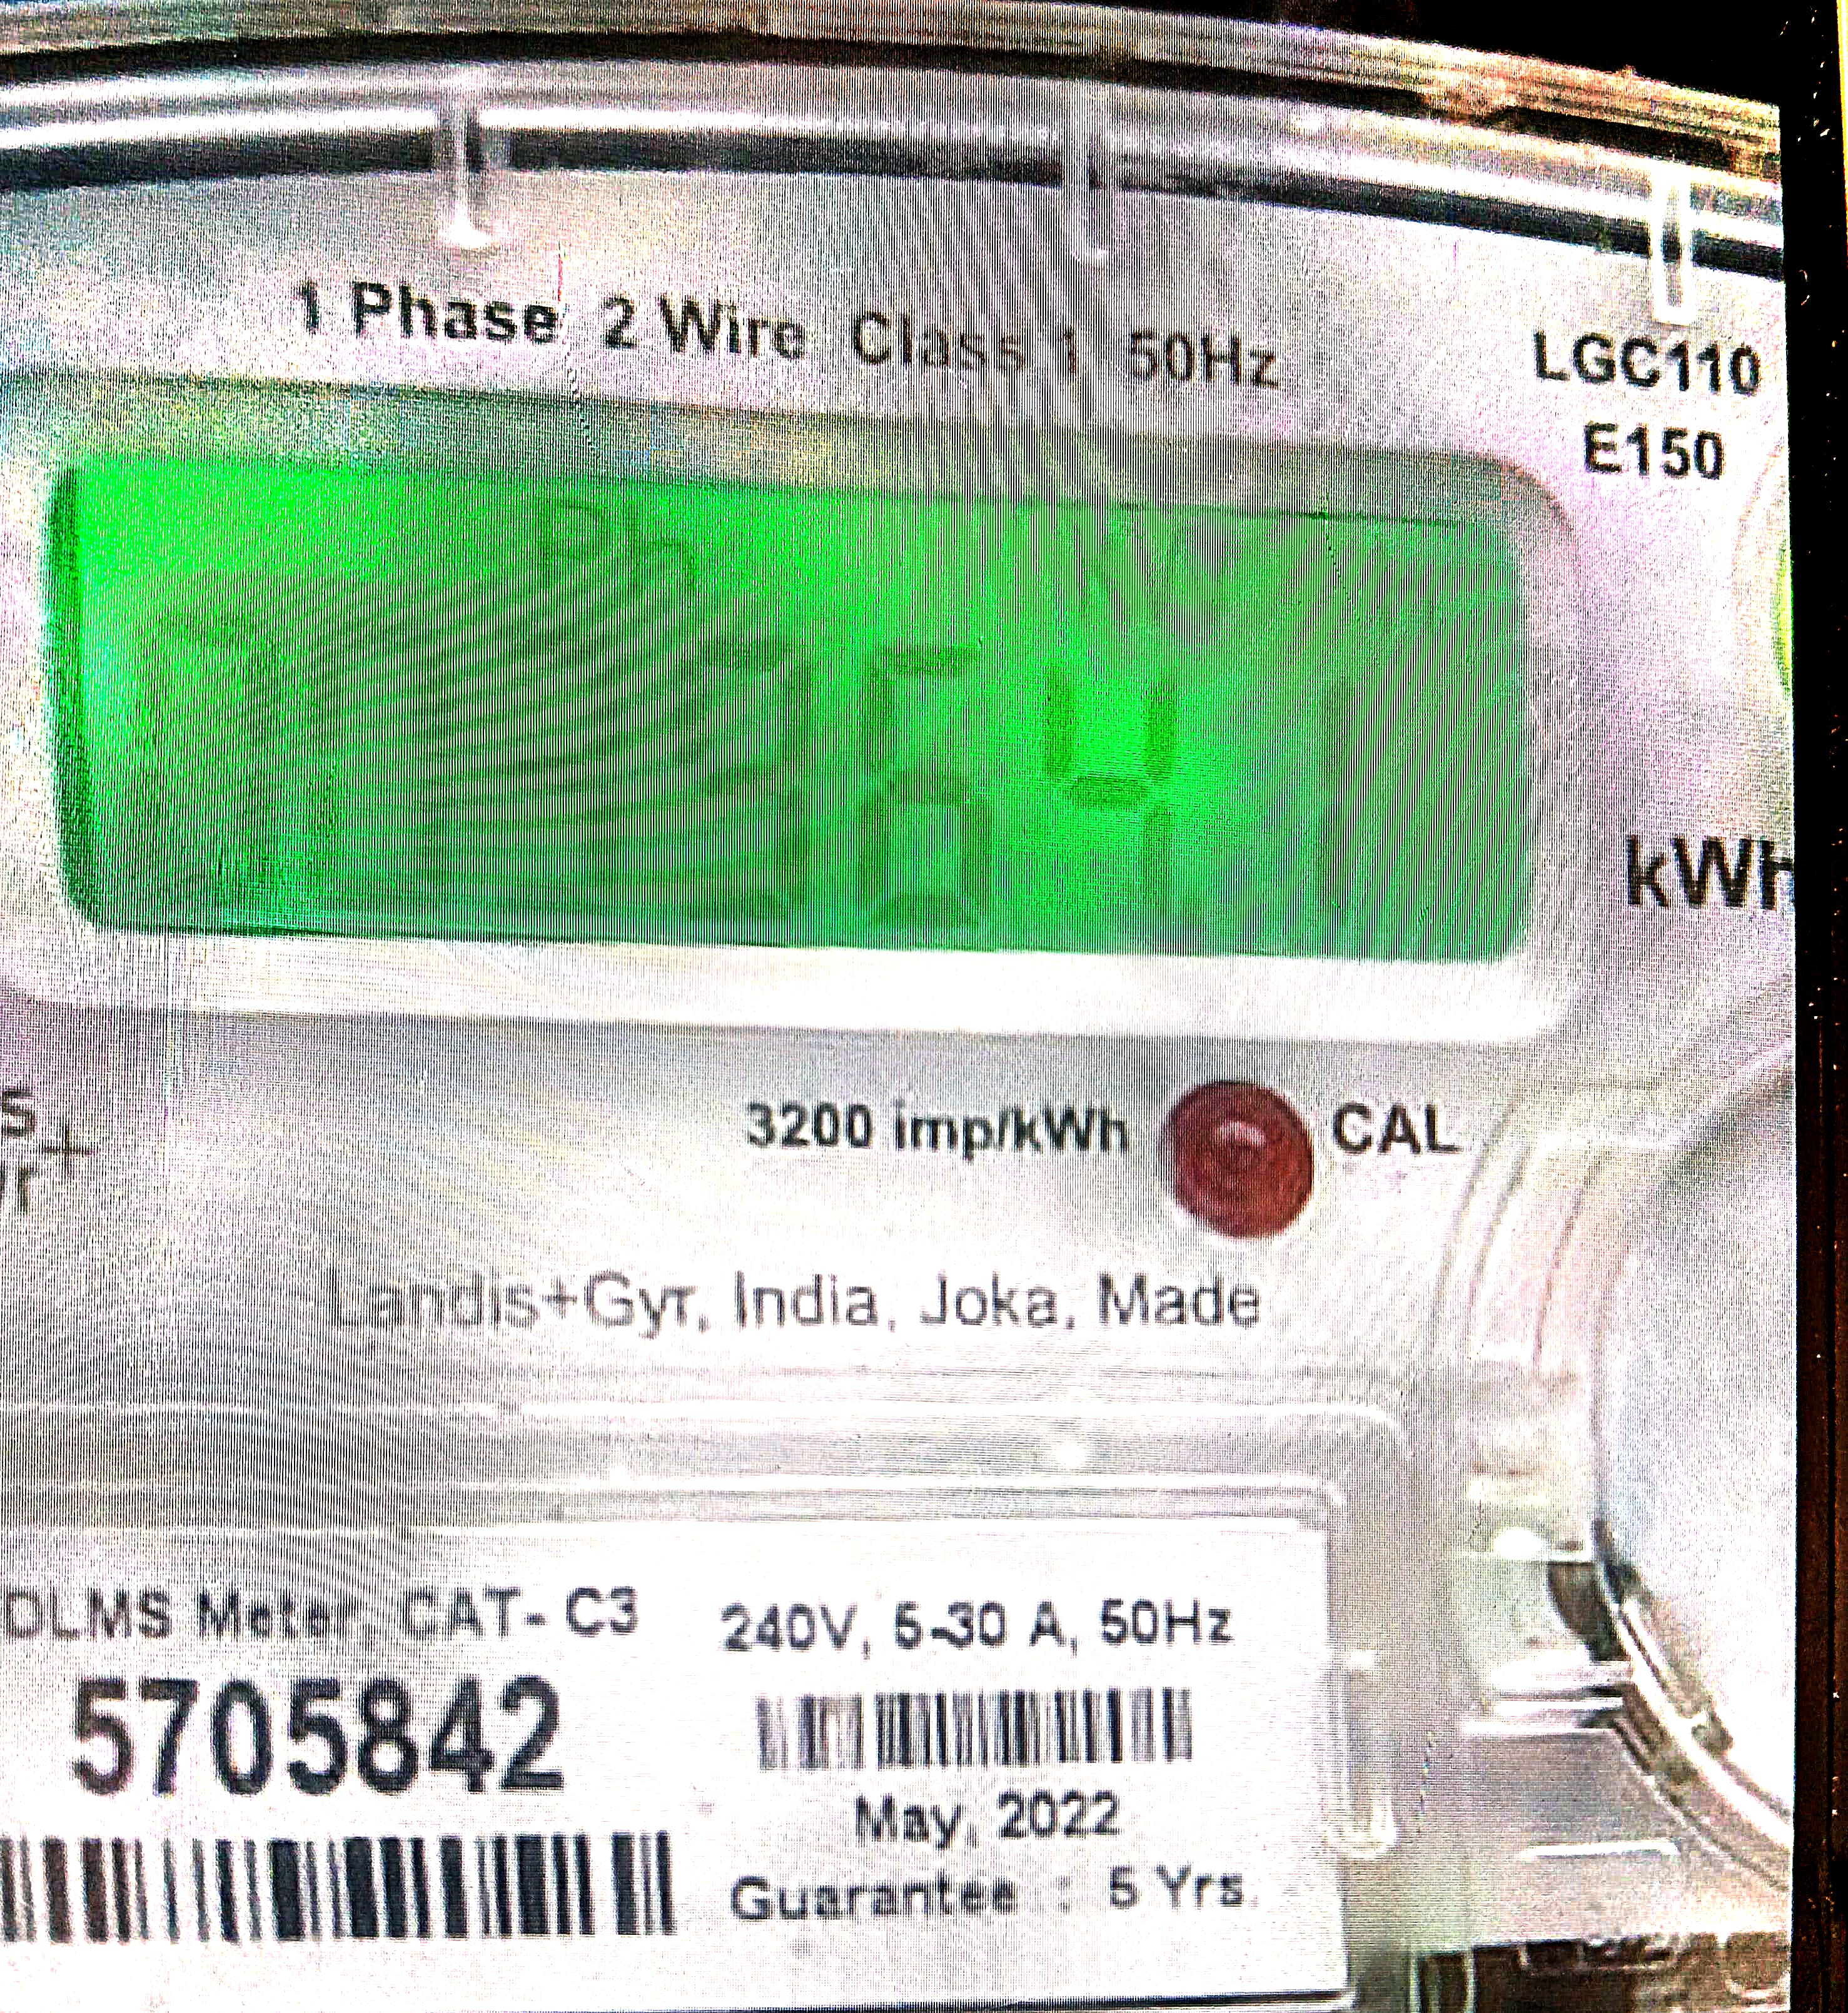 1 Phase 2 Wire Class 1 50Hz
LGC110
E150
Ph
kWh
3200 imp/kWh CAL
Landis+Gyr, India, Joka, Made
DLMS Meter CAT- C3
240V, 5-30 A, 50Hz
5705842
May, 2022
Guarantee : 5 Yrs.